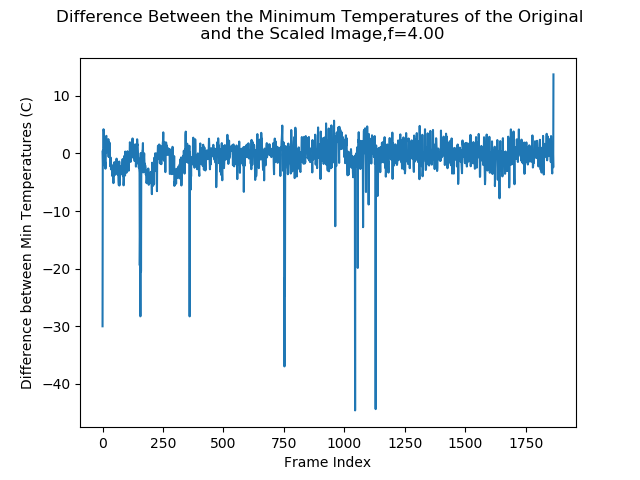 Difference Between the Minimum Temperatures of the Original
and the Scaled Image,f=4.00
Difference between Min Temperatures (C)
10
0
−10
−20
−30
−40
0 250 500 750 1000 1250 1500 1750
Frame Index